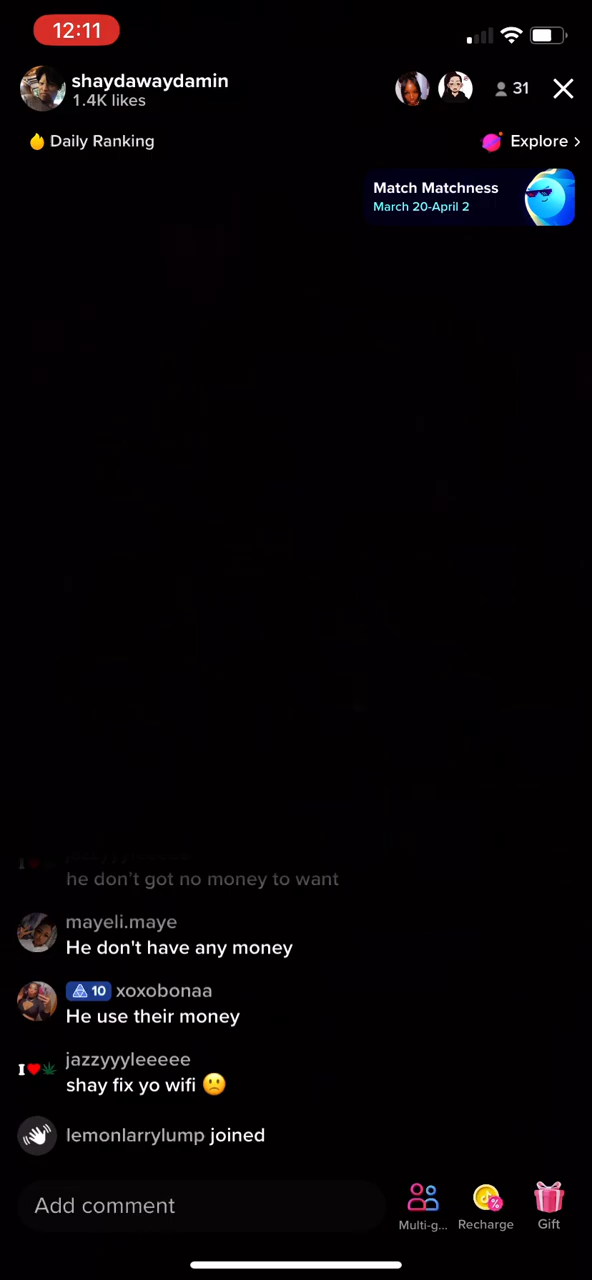 12:11
shaydawaydamin
1.4K likes
31
Daily Ranking
Explore >
Match Matchness
March 20-April 2
he don't got no money to want
mayeli.maye
He don't have any money
10 xoxobonaa
He use their money
I
jazzyyyleeeee
shay fix yo wifi 🙁
lemonlarrylump joined
Add comment
Multi-g...
Recharge
Gift